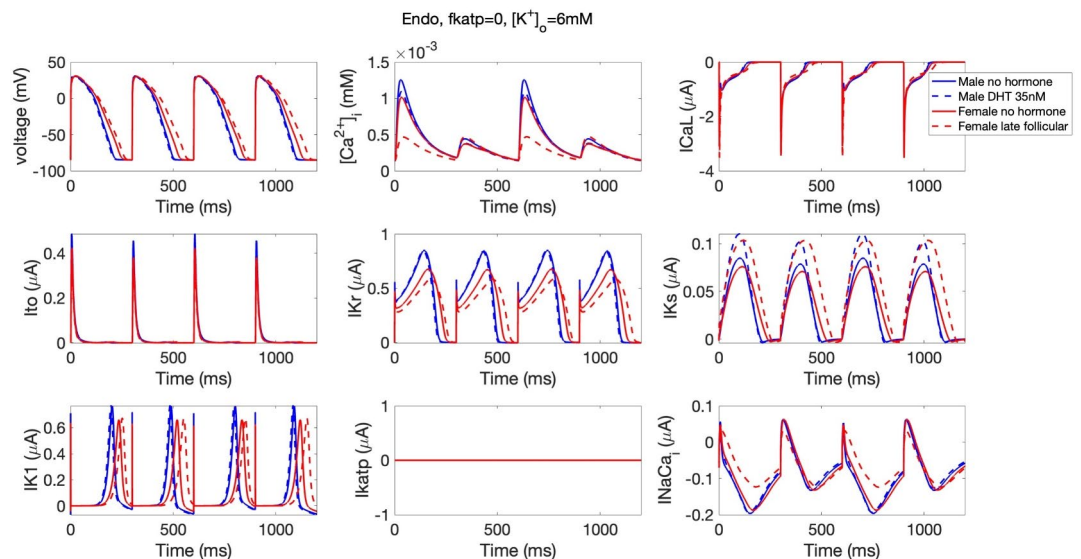 Endo, fkatp=0, [K⁺]ₒ=6mM
voltage (mV)
50
0
-50
-100
0
500
1000
Time (ms)
×10⁻³
[Ca²⁺]ᵢ (mM)
1.5
1
0.5
0
0
500
1000
Time (ms)
ICaL (μA)
0
-2
-4
0
500
1000
Time (ms)
Male no hormone
Male DHT 35nM
Female no hormone
Female late follicular
Ito (μA)
0.4
0.2
0
0
500
1000
Time (ms)
IKr (μA)
1
0.5
0
0
500
1000
Time (ms)
IKs (μA)
0.1
0.05
0
0
500
1000
Time (ms)
IK1 (μA)
0.6
0.4
0.2
0
0
500
1000
Time (ms)
Ikatp (μA)
1
0
-1
0
500
1000
Time (ms)
INaCaᵢ (μA)
0.1
0
-0.1
-0.2
0
500
1000
Time (ms)